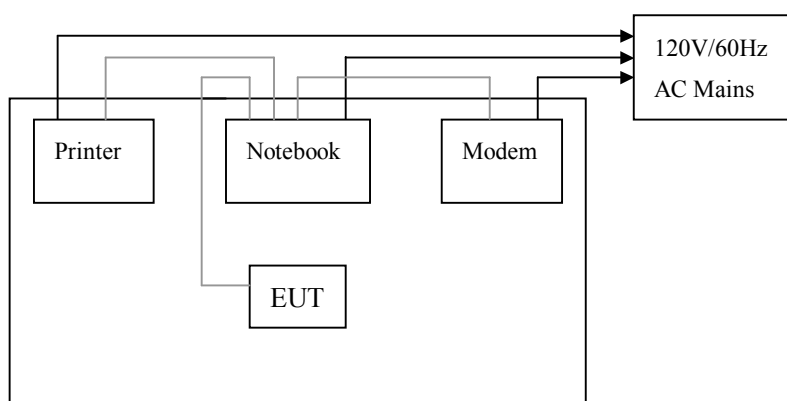 120V/60Hz
AC Mains
Printer
Notebook
Modem
EUT